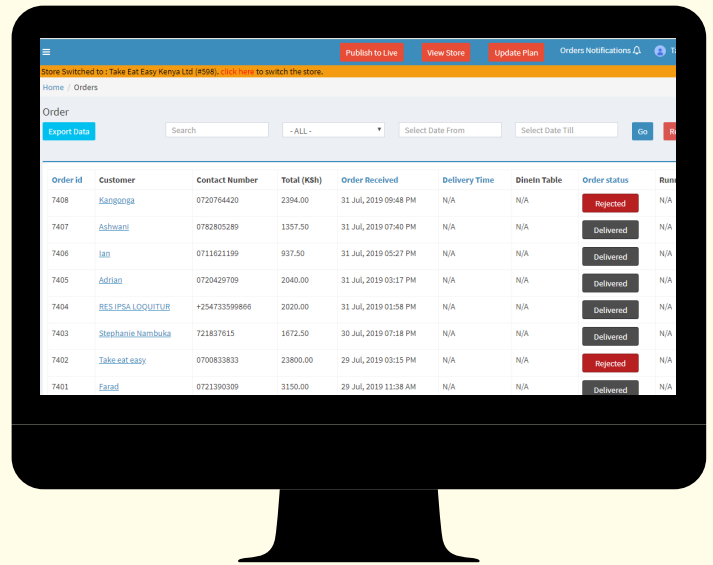 Publish to Live View Store Update Plan Orders Notifications
Store Switched to : Take Eat Easy Kenya Ltd (#598). click here to switch the store.
Home / Orders
Order
Export Data Search - ALL - Select Date From Select Date Till Go
Order id Customer Contact Number Total (KSh) Order Received Delivery Time DineIn Table Order status
7408 Kangonga 0720764420 2394.00 31 Jul, 2019 09:48 PM N/A N/A Rejected N/A
7407 Ashwani 0782805289 1357.50 31 Jul, 2019 07:40 PM N/A N/A Delivered N/A
7406 Ian 0711621199 937.50 31 Jul, 2019 05:27 PM N/A N/A Delivered N/A
7405 Adrian 0720429709 2040.00 31 Jul, 2019 03:17 PM N/A N/A Delivered N/A
7404 RES IPSA LOQUITUR +254733599866 2020.00 31 Jul, 2019 01:58 PM N/A N/A Delivered N/A
7403 Stephanie Nambuka 721837615 1672.50 30 Jul, 2019 07:18 PM N/A N/A Delivered N/A
7402 Take eat easy 0700833833 23800.00 29 Jul, 2019 03:15 PM N/A N/A Rejected N/A
7401 Farad 0721390309 3150.00 29 Jul, 2019 11:38 AM N/A N/A Delivered N/A